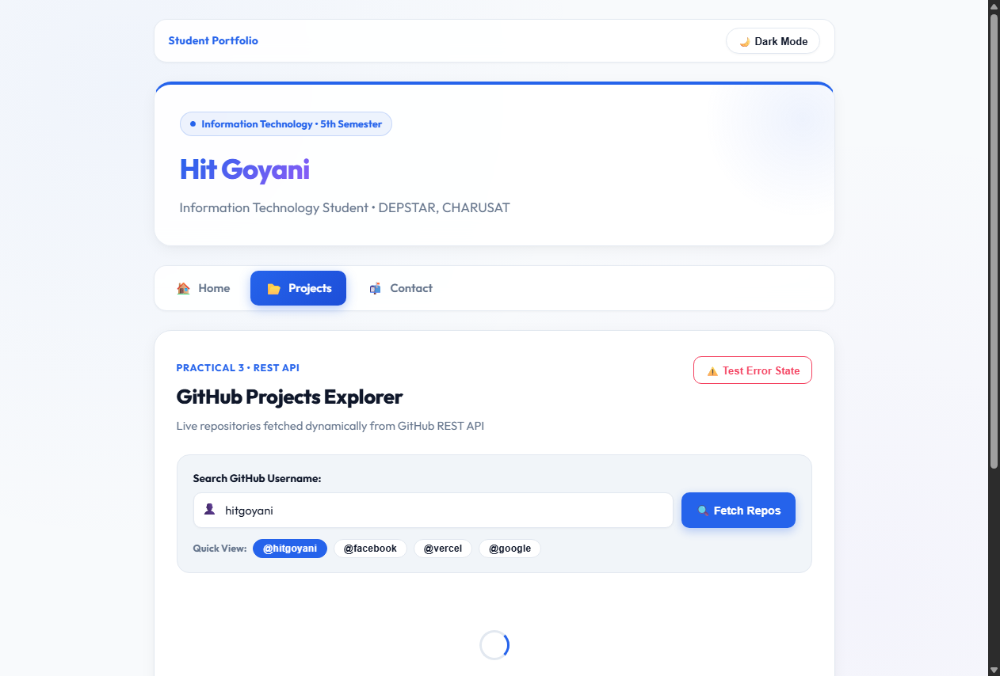 Student Portfolio
🌙 Dark Mode
Information Technology • 5th Semester
Hit Goyani
Information Technology Student • DEPSTAR, CHARUSAT
🏠 Home 📂 Projects 📬 Contact
PRACTICAL 3 • REST API
⚠️ Test Error State
GitHub Projects Explorer
Live repositories fetched dynamically from GitHub REST API
Search GitHub Username:
👤 hitgoyani
🔍 Fetch Repos
Quick View: @hitgoyani @facebook @vercel @google